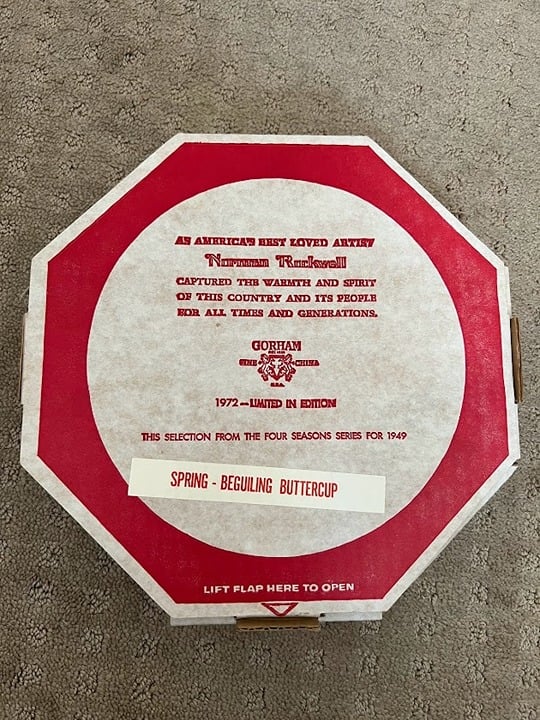 AS AMERICA'S BEST LOVED ARTIST
Norman Rockwell
CAPTURED THE WARMTH AND SPIRIT
OF THIS COUNTRY AND ITS PEOPLE
FOR ALL TIMES AND GENERATIONS.
GORHAM
FINE CHINA
U.S.A.
1972—LIMITED IN EDITION
THIS SELECTION FROM THE FOUR SEASONS SERIES FOR 1949
SPRING - BEGUILING BUTTERCUP
LIFT FLAP HERE TO OPEN